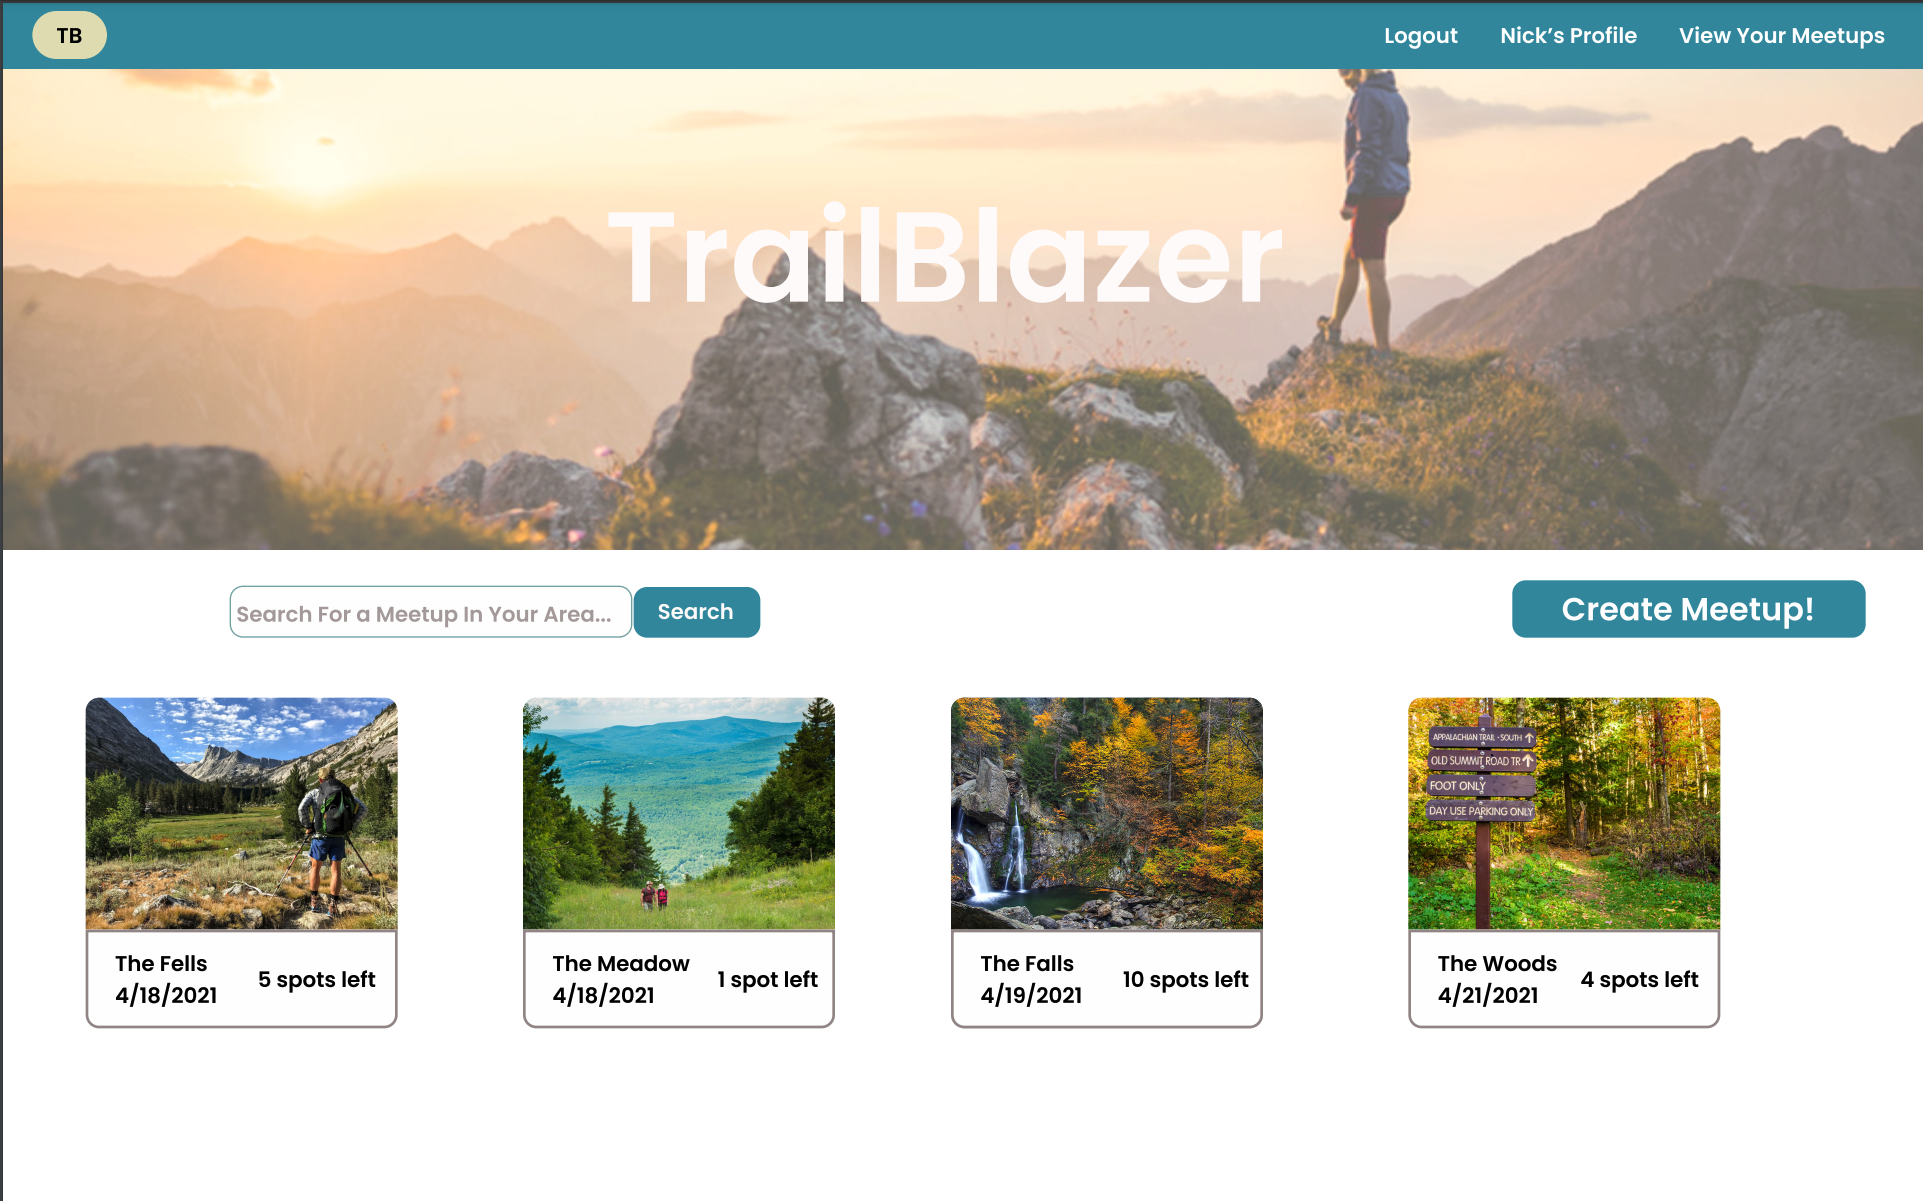 TB
Logout
Nick’s Profile
View Your Meetups
TrailBlazer
Search For a Meetup In Your Area...
Search
Create Meetup!
APPALACHIAN TRAIL - SOUTH
OLD SUMMIT ROAD TR
FOOT ONLY
DAY USE PARKING ONLY
The Fells
4/18/2021
5 spots left
The Meadow
4/18/2021
1 spot left
The Falls
4/19/2021
10 spots left
The Woods
4/21/2021
4 spots left